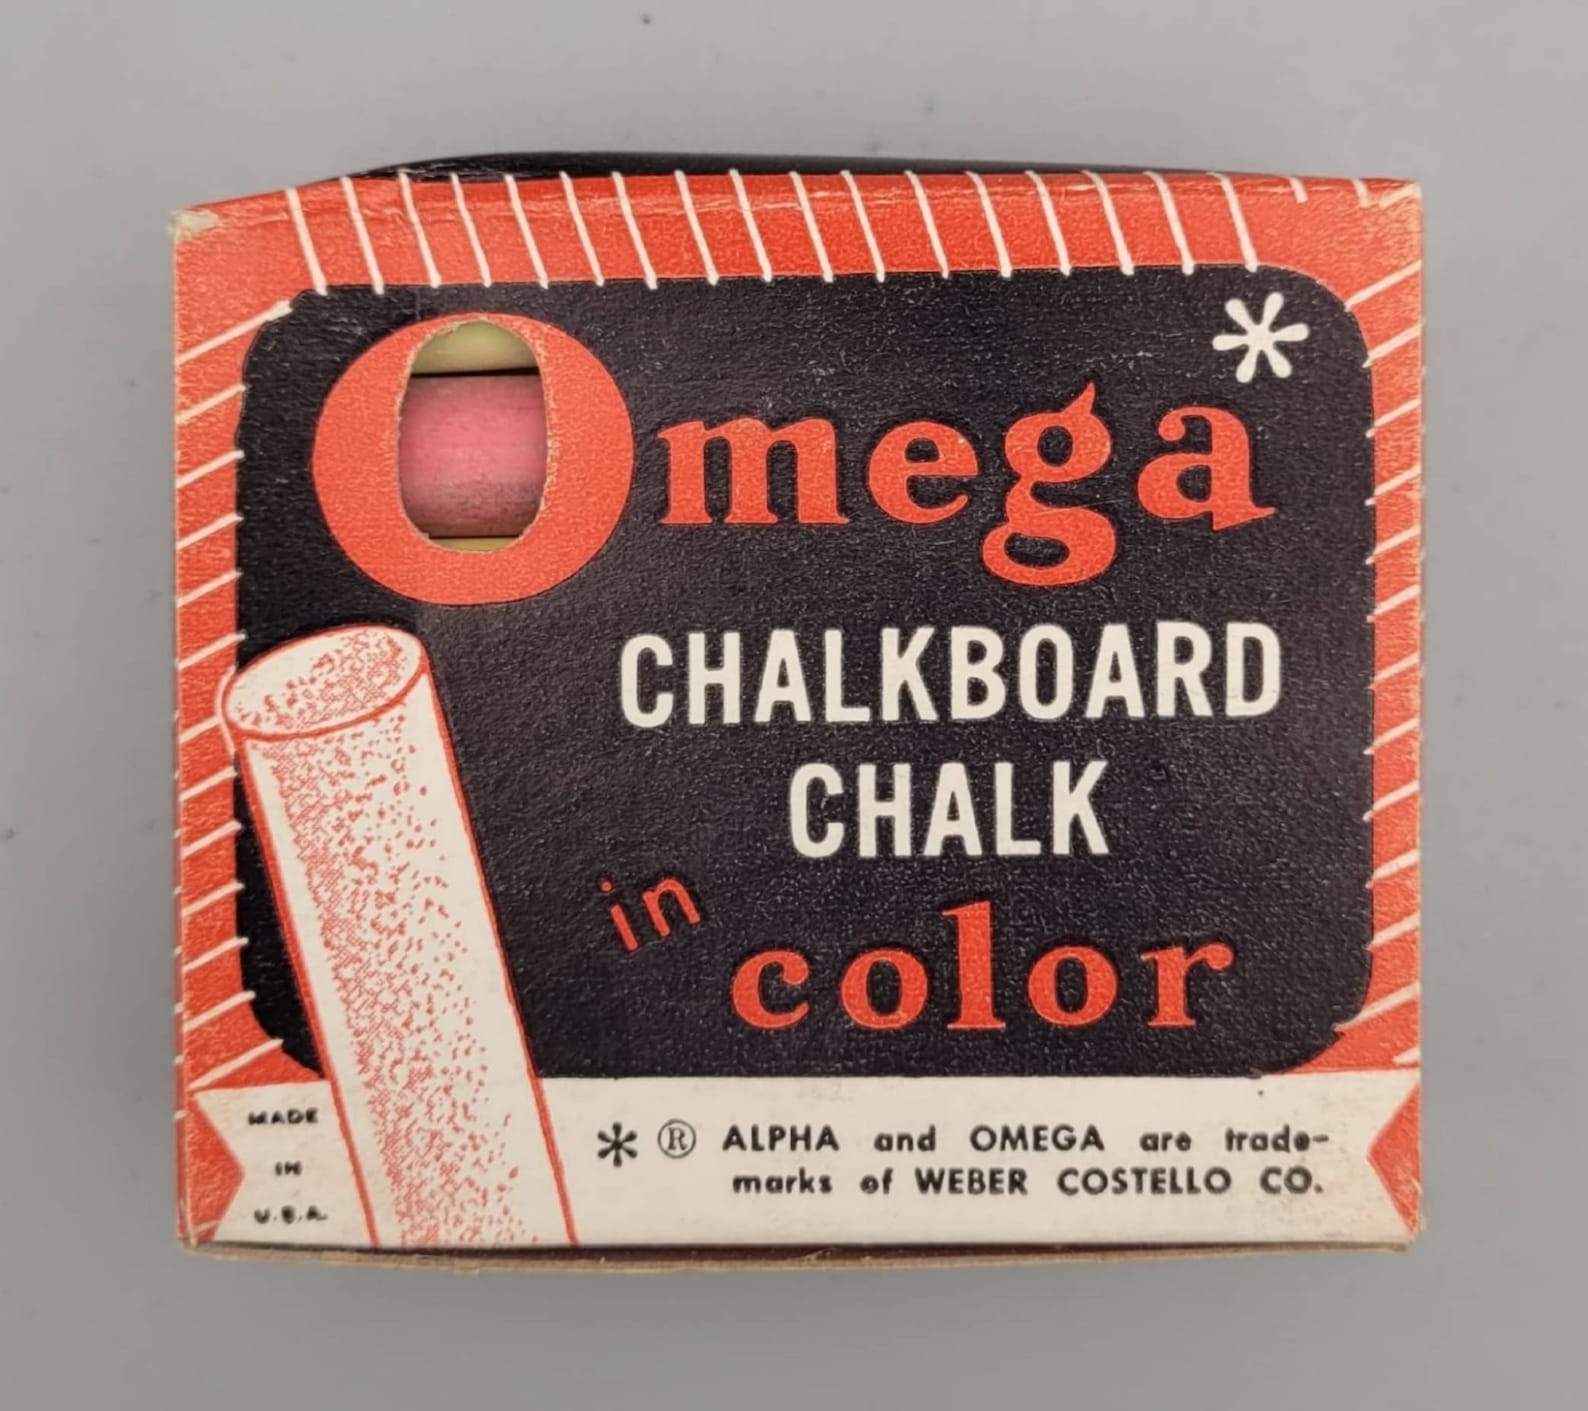 Omega*
CHALKBOARD
CHALK
in
color
MADE
IN
U.S.A.
* ® ALPHA and OMEGA are trade-
marks of WEBER COSTELLO CO.